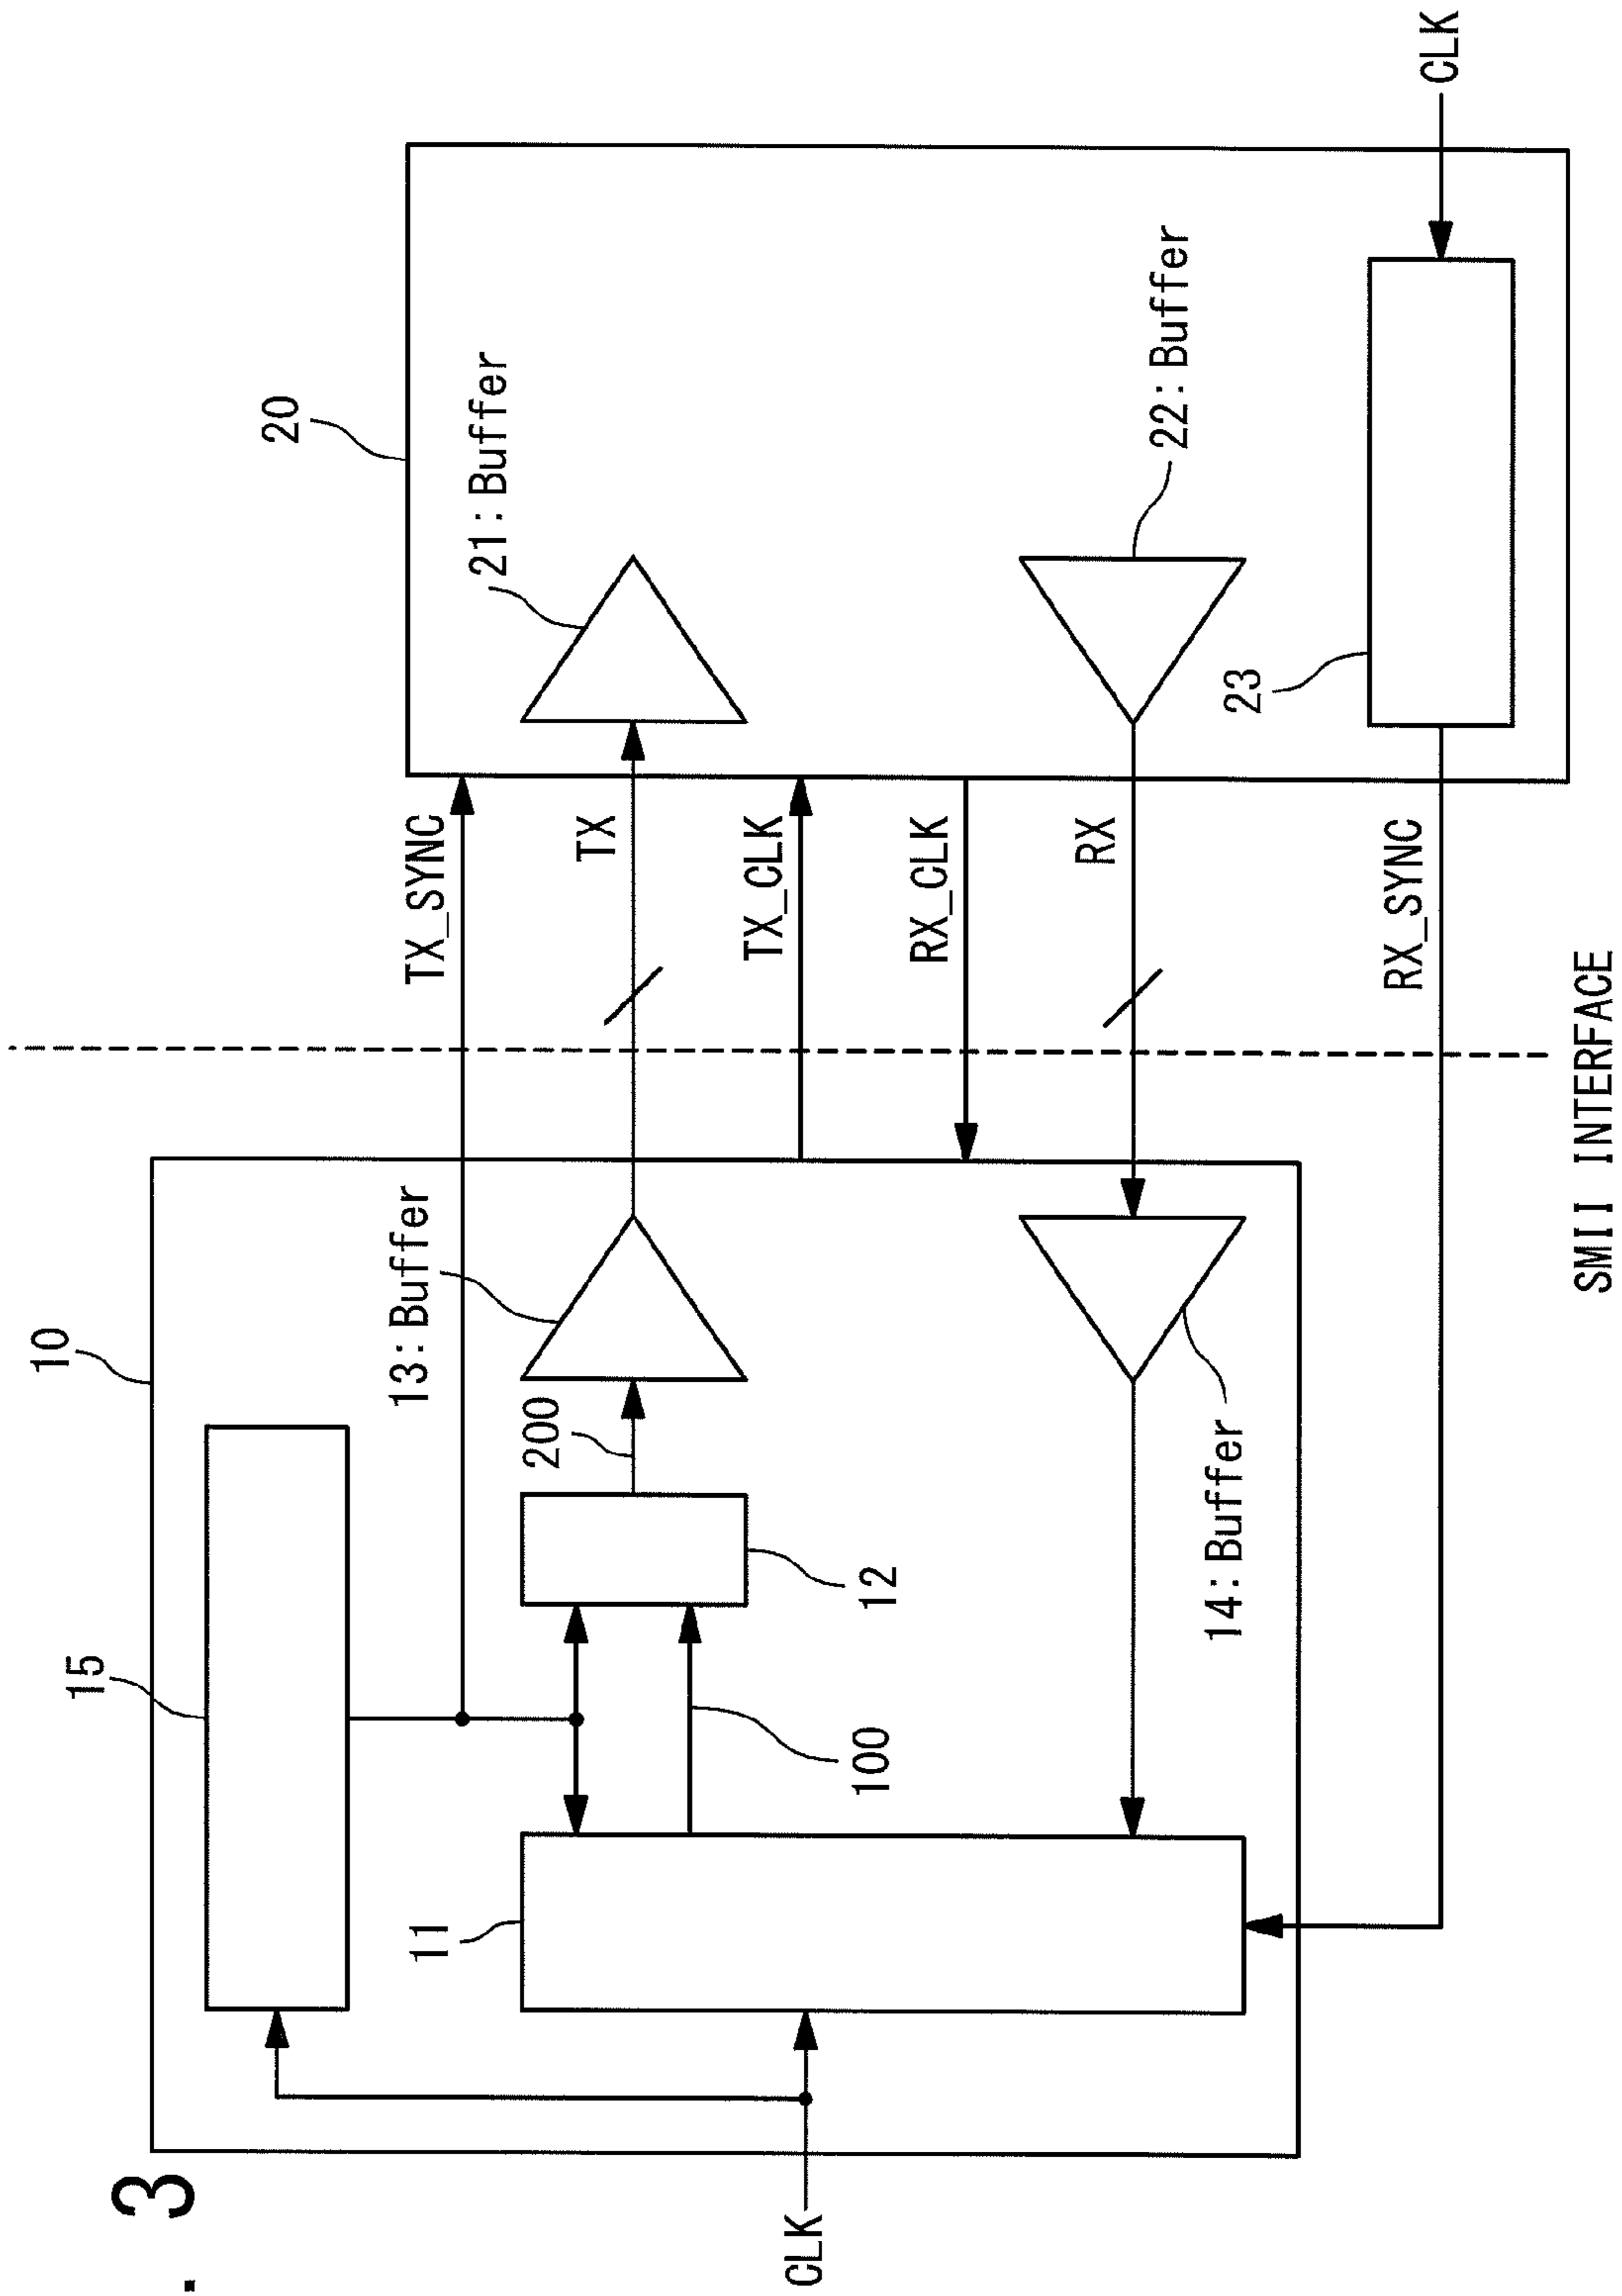 . 3
10
15
TX_SYNC
20
13:Buffer
21:Buffer
200
TX
11
12
100
TX_CLK
CLK
RX_CLK
RX
22:Buffer
14:Buffer
23
RX_SYNC
CLK
SMII INTERFACE